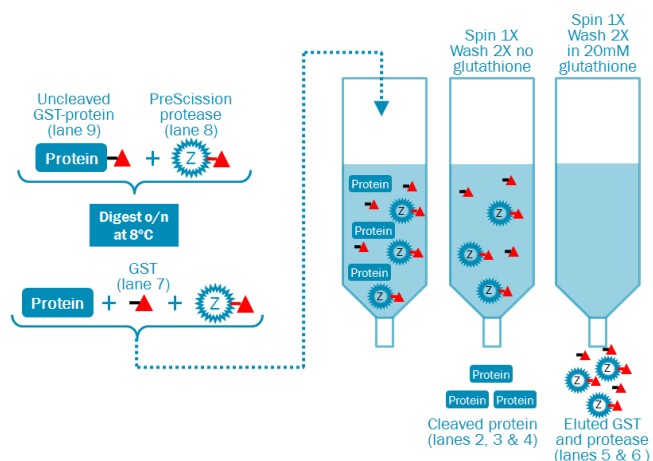 Uncleaved
GST-protein
(lane 9)
PreScission
protease
(lane 8)
Protein
+
Z
Digest o/n
at 8°C
GST
(lane 7)
Protein
+
+
Z
Spin 1X
Wash 2X no
glutathione
Spin 1X
Wash 2X
in 20mM
glutathione
Protein
Z
Protein
Z
Protein
Z
Z
Z
Z
Protein
Protein
Protein
Cleaved protein
(lanes 2, 3 & 4)
Z
Z
Z
Eluted GST
and protease
(lanes 5 & 6 )